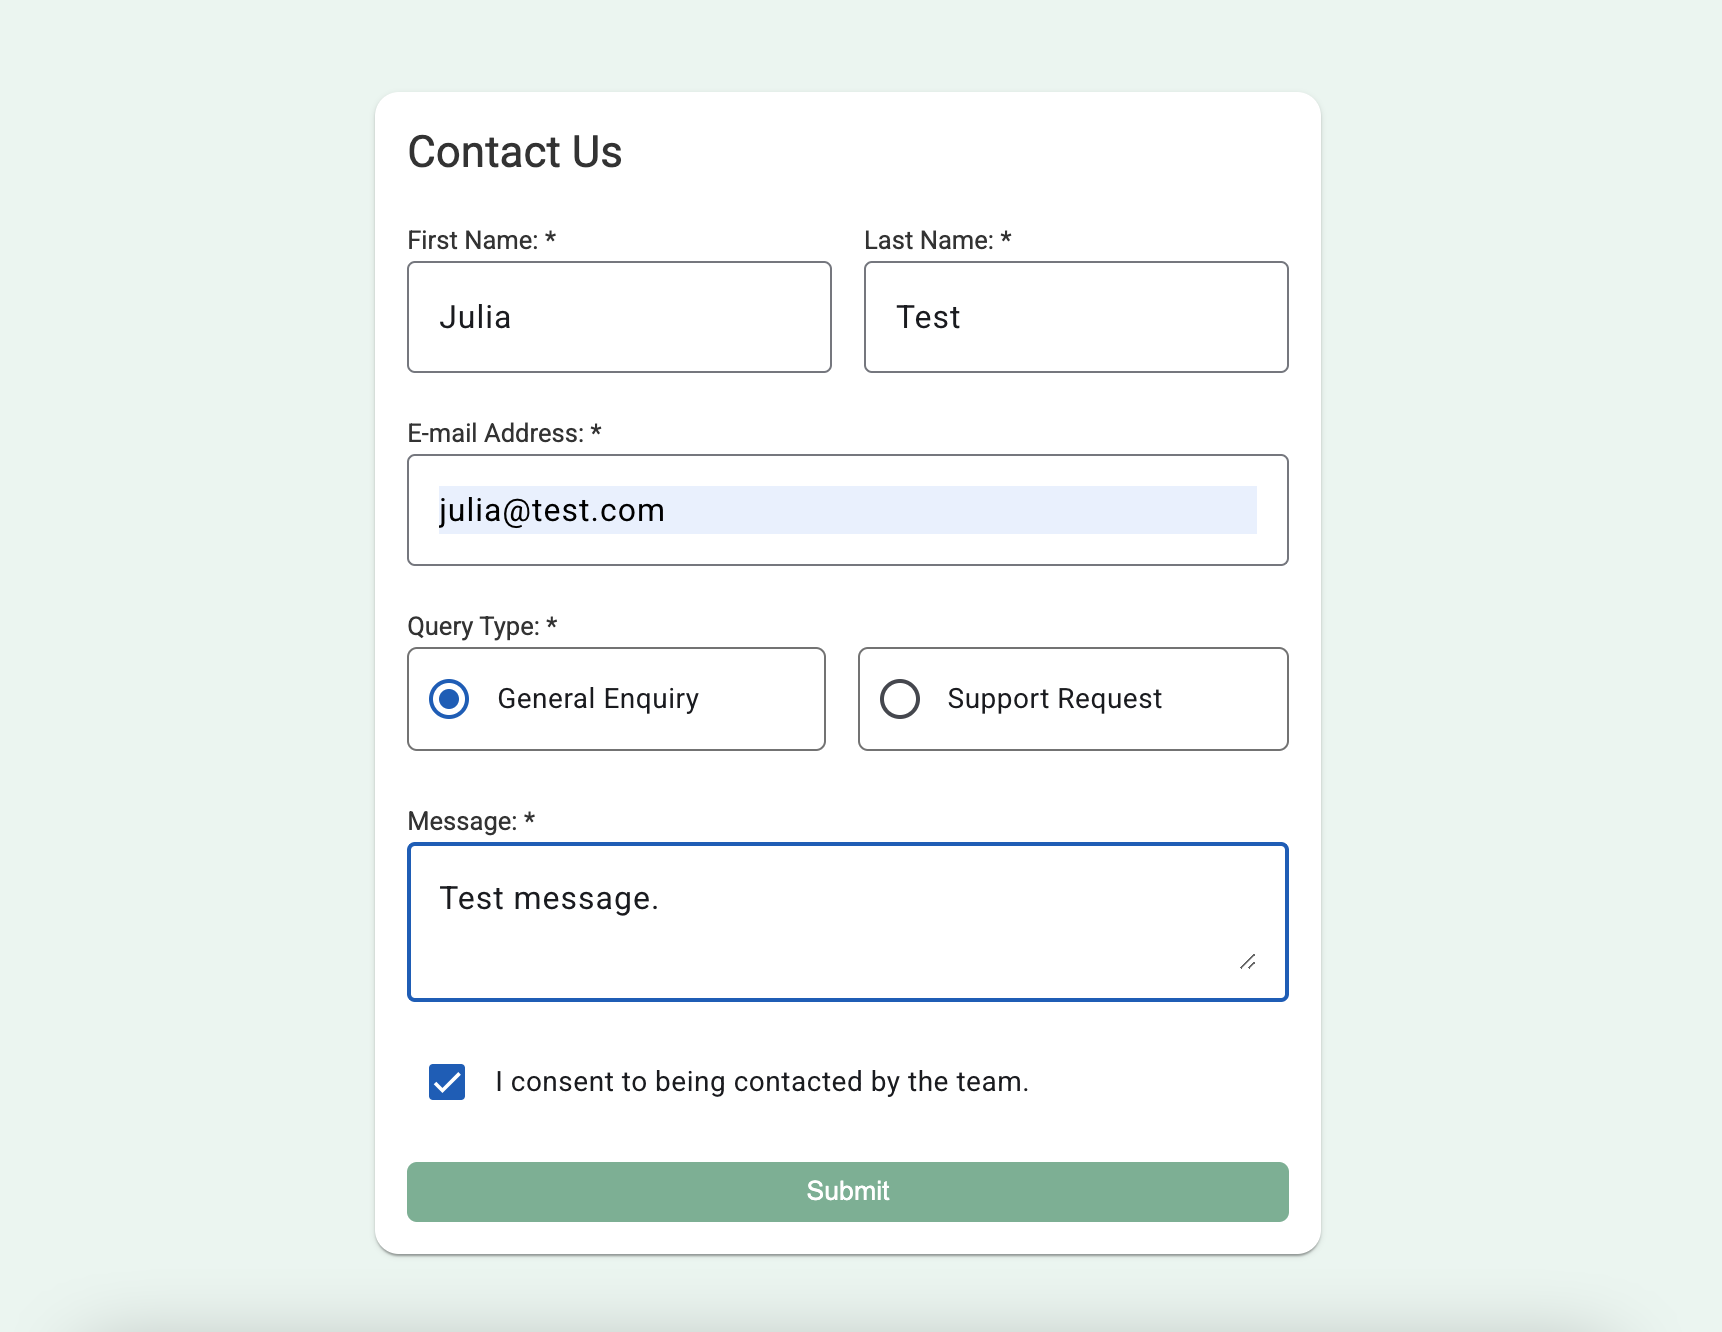 Contact Us
First Name: * Last Name: *
Julia Test
E-mail Address: *
julia@test.com
Query Type: *
General Enquiry Support Request
Message: *
Test message.
I consent to being contacted by the team.
Submit